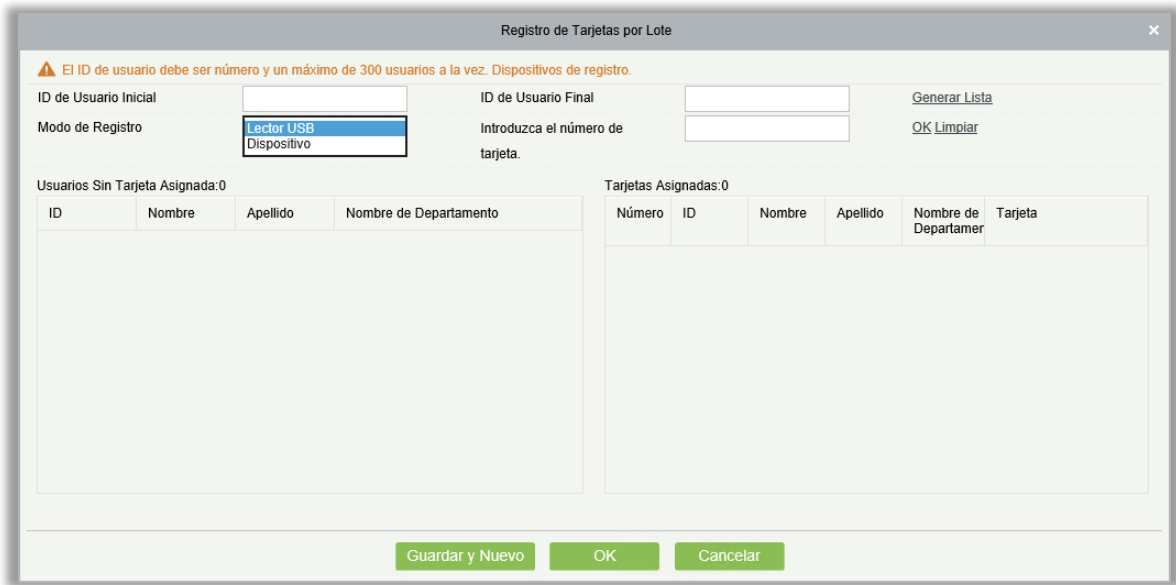 Registro de Tarjetas por Lote
El ID de usuario debe ser número y un máximo de 300 usuarios a la vez. Dispositivos de registro.
ID de Usuario Inicial ID de Usuario Final Generar Lista
Modo de Registro Lector USB Introduzca el número de OK Limpiar
Dispositivo tarjeta.
Usuarios Sin Tarjeta Asignada:0 Tarjetas Asignadas:0
ID Nombre Apellido Nombre de Departamento Número ID Nombre Apellido Nombre de Tarjeta
Departamer
Guardar y Nuevo OK Cancelar